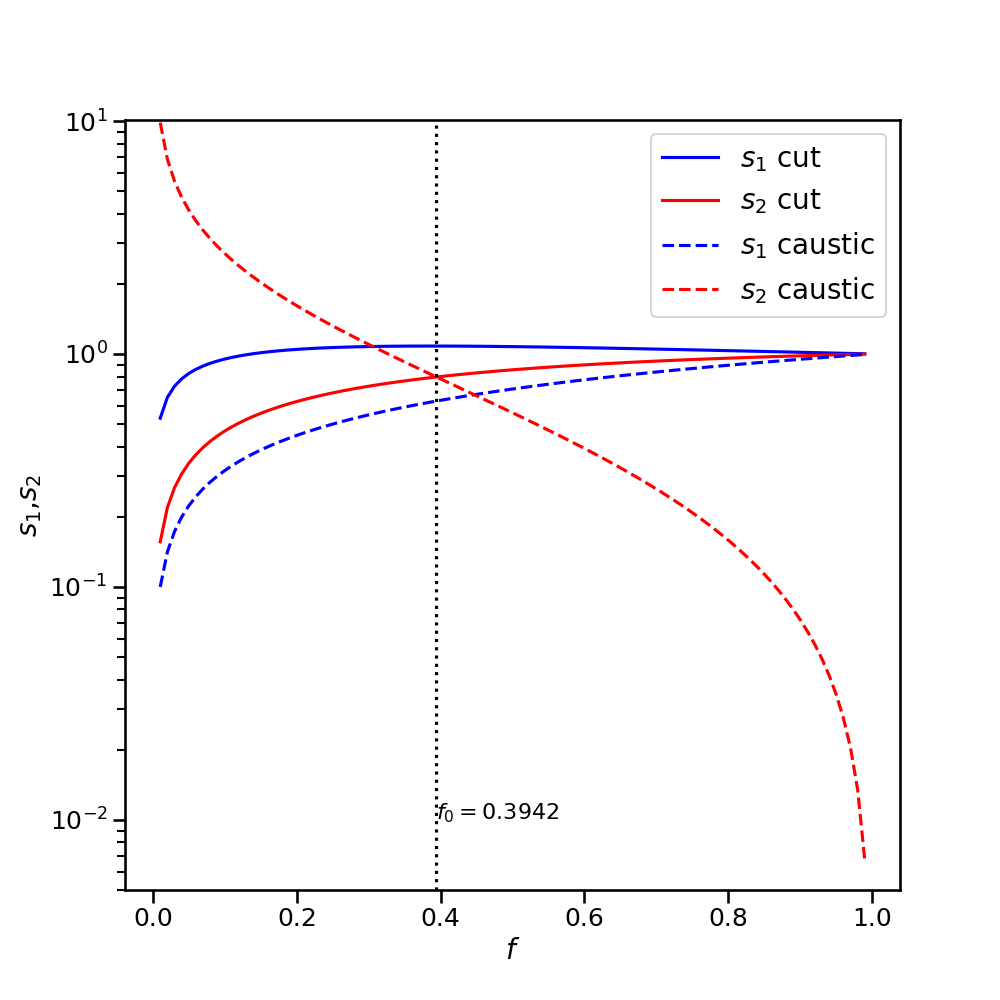 10¹
10⁰
10⁻¹
10⁻²
s₁,s₂
s₁ cut
s₂ cut
s₁ caustic
s₂ caustic
f₀ = 0.3942
0.0 0.2 0.4 0.6 0.8 1.0
f